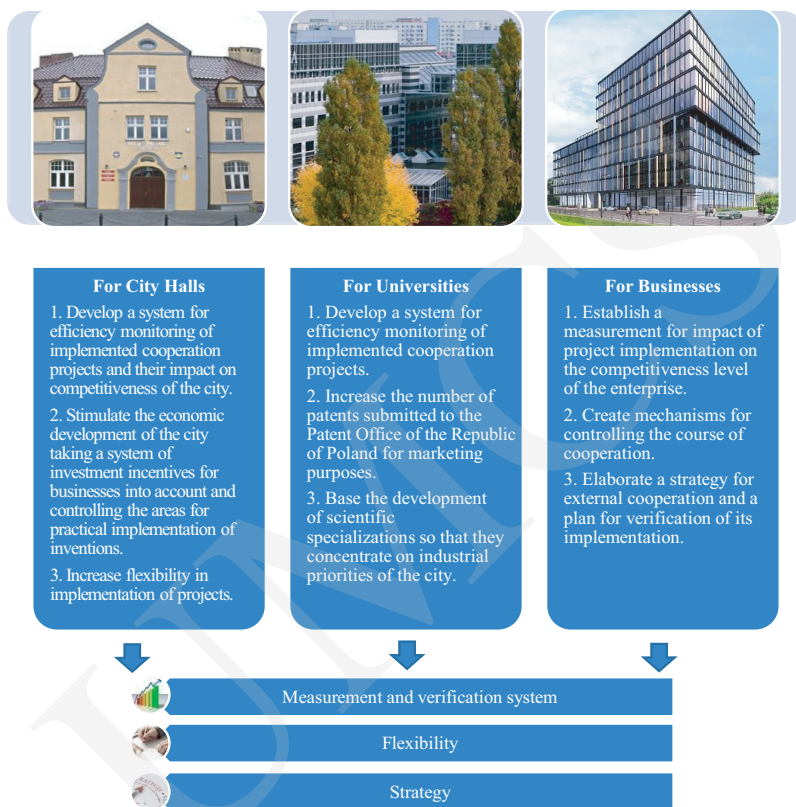 For City Halls
1. Develop a system for
efficiency monitoring of
implemented cooperation
projects and their impact on
competitiveness of the city.
2. Stimulate the economic
development of the city
taking a system of
investment incentives for
businesses into account and
controlling the areas for
practical implementation of
inventions.
3. Increase flexibility in
implementation of projects.
For Universities
1. Develop a system for
efficiency monitoring of
implemented cooperation
projects.
2. Increase the number of
patents submitted to the
Patent Office of the Republic
of Poland for marketing
purposes.
3. Base the development
of scientific
specializations so that they
concentrate on industrial
priorities of the city.
For Businesses
1. Establish a
measurement for impact of
project implementation on
the competitiveness level
of the enterprise.
2. Create mechanisms for
controlling the course of
cooperation.
3. Elaborate a strategy for
external cooperation and a
plan for verification of its
implementation.
Measurement and verification system
Flexibility
Strategy
UMCS